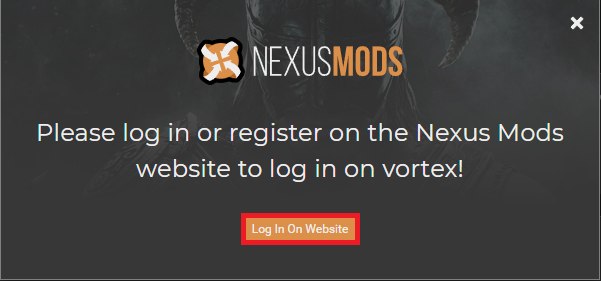 NEXUSMODS
Please log in or register on the Nexus Mods
website to log in on vortex!
Log In On Website